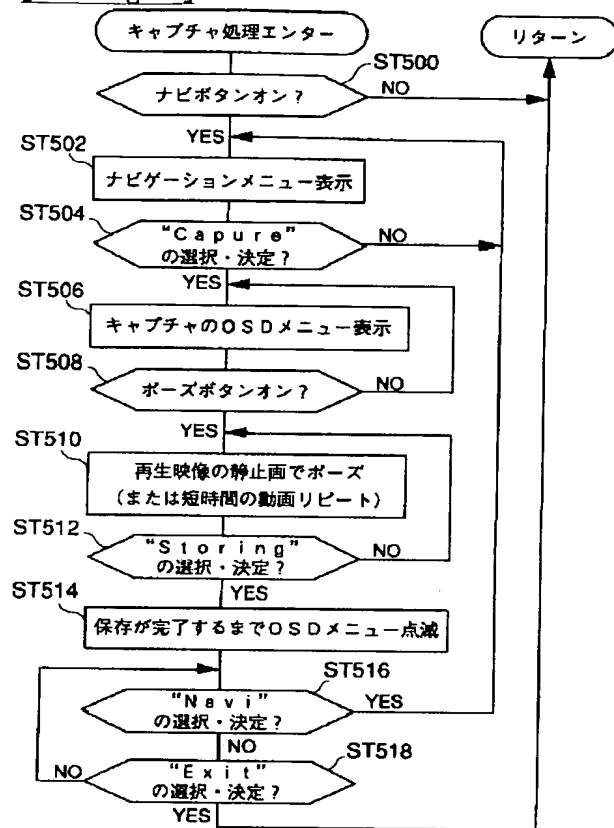 キャプチャ処理エンター
リターン
ST500
ナビボタンオン？
NO
YES
ST502
ナビゲーションメニュー表示
ST504
"Capure"
の選択・決定？
NO
YES
ST506
キャプチャのOSDメニュー表示
ST508
ポーズボタンオン？
NO
YES
ST510
再生映像の静止画でポーズ
(または短時間の動画リピート)
ST512
"Storing"
の選択・決定？
NO
YES
ST514
保存が完了するまでOSDメニュー点滅
ST516
"Navi"
の選択・決定？
YES
NO
ST518
"Exit"
の選択・決定？
NO
YES